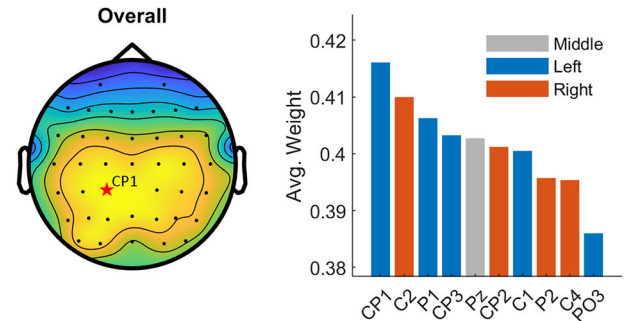 Overall
CP1
Avg. Weight
0.42
0.41
0.4
0.39
0.38
Middle
Left
Right
CP1
C2
P1
CP3
Pz
CP2
C1
P2
C4
PO3